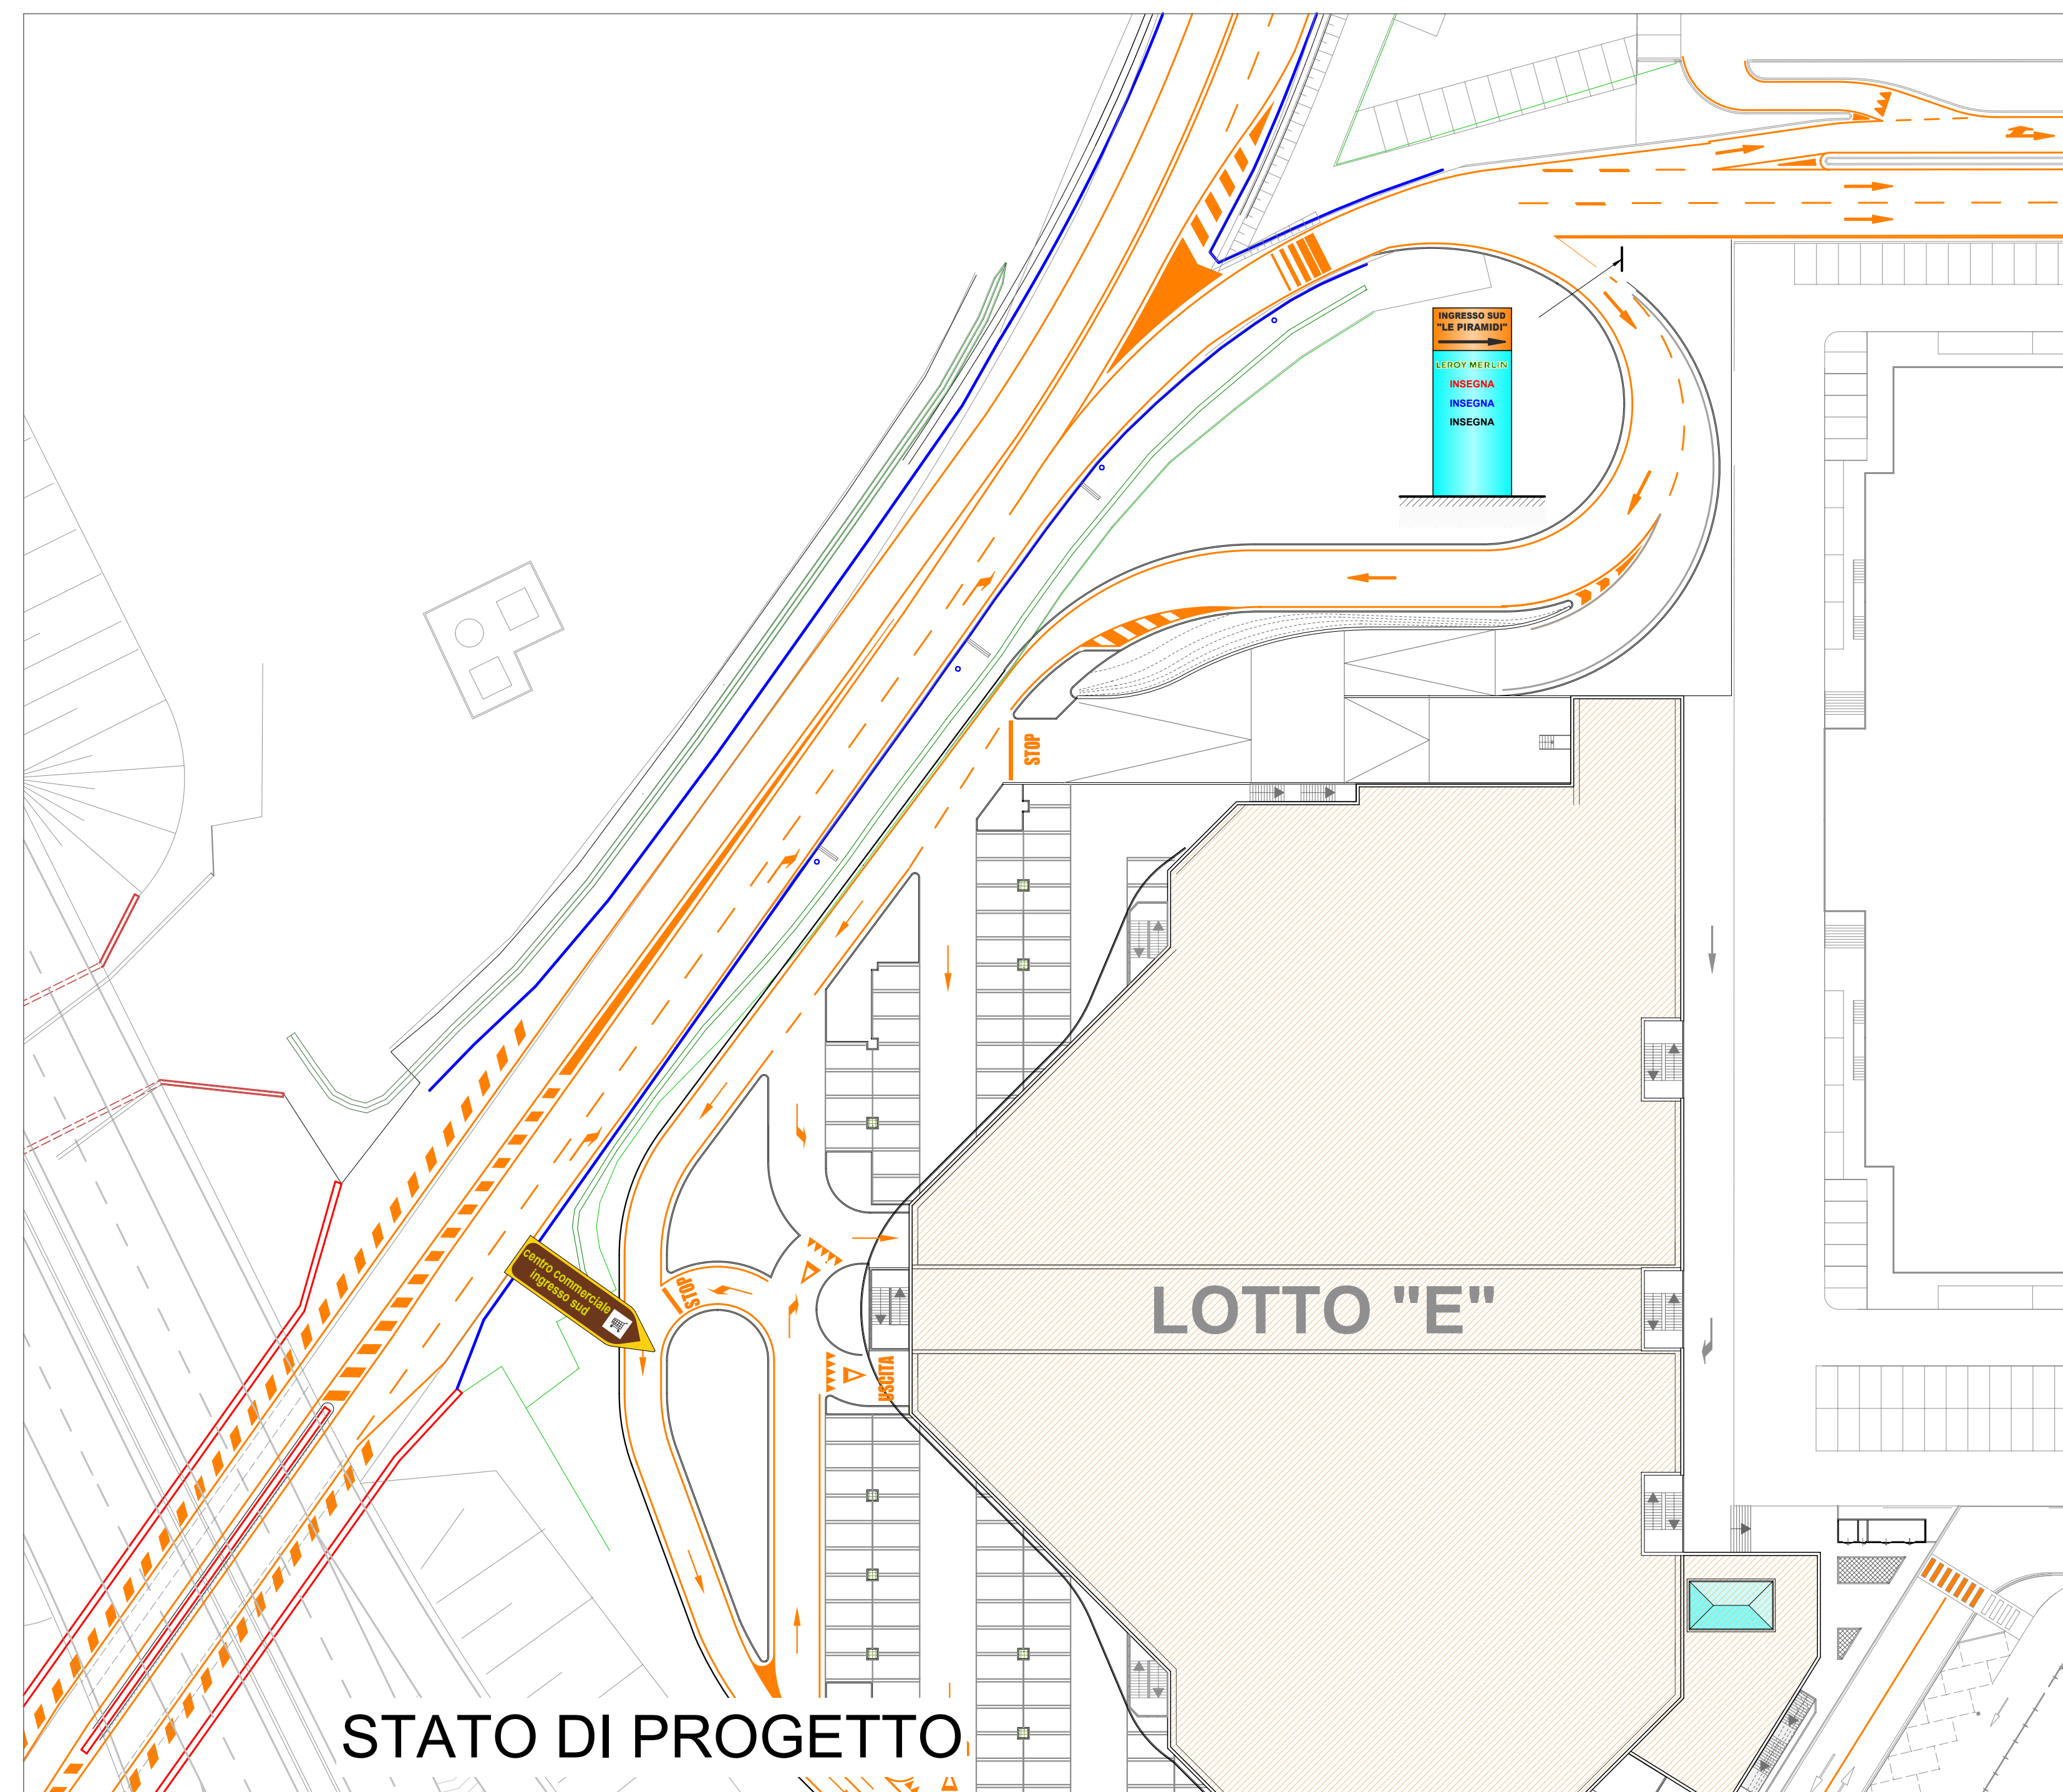 INGRESSO SUD
"LE PIRAMIDI"
LEROY MERLIN
INSEGNA
INSEGNA
INSEGNA
STOP
centro commerciale
ingresso sud
STOP
LOTTO "E"
USCITA
STATO DI PROGETTO